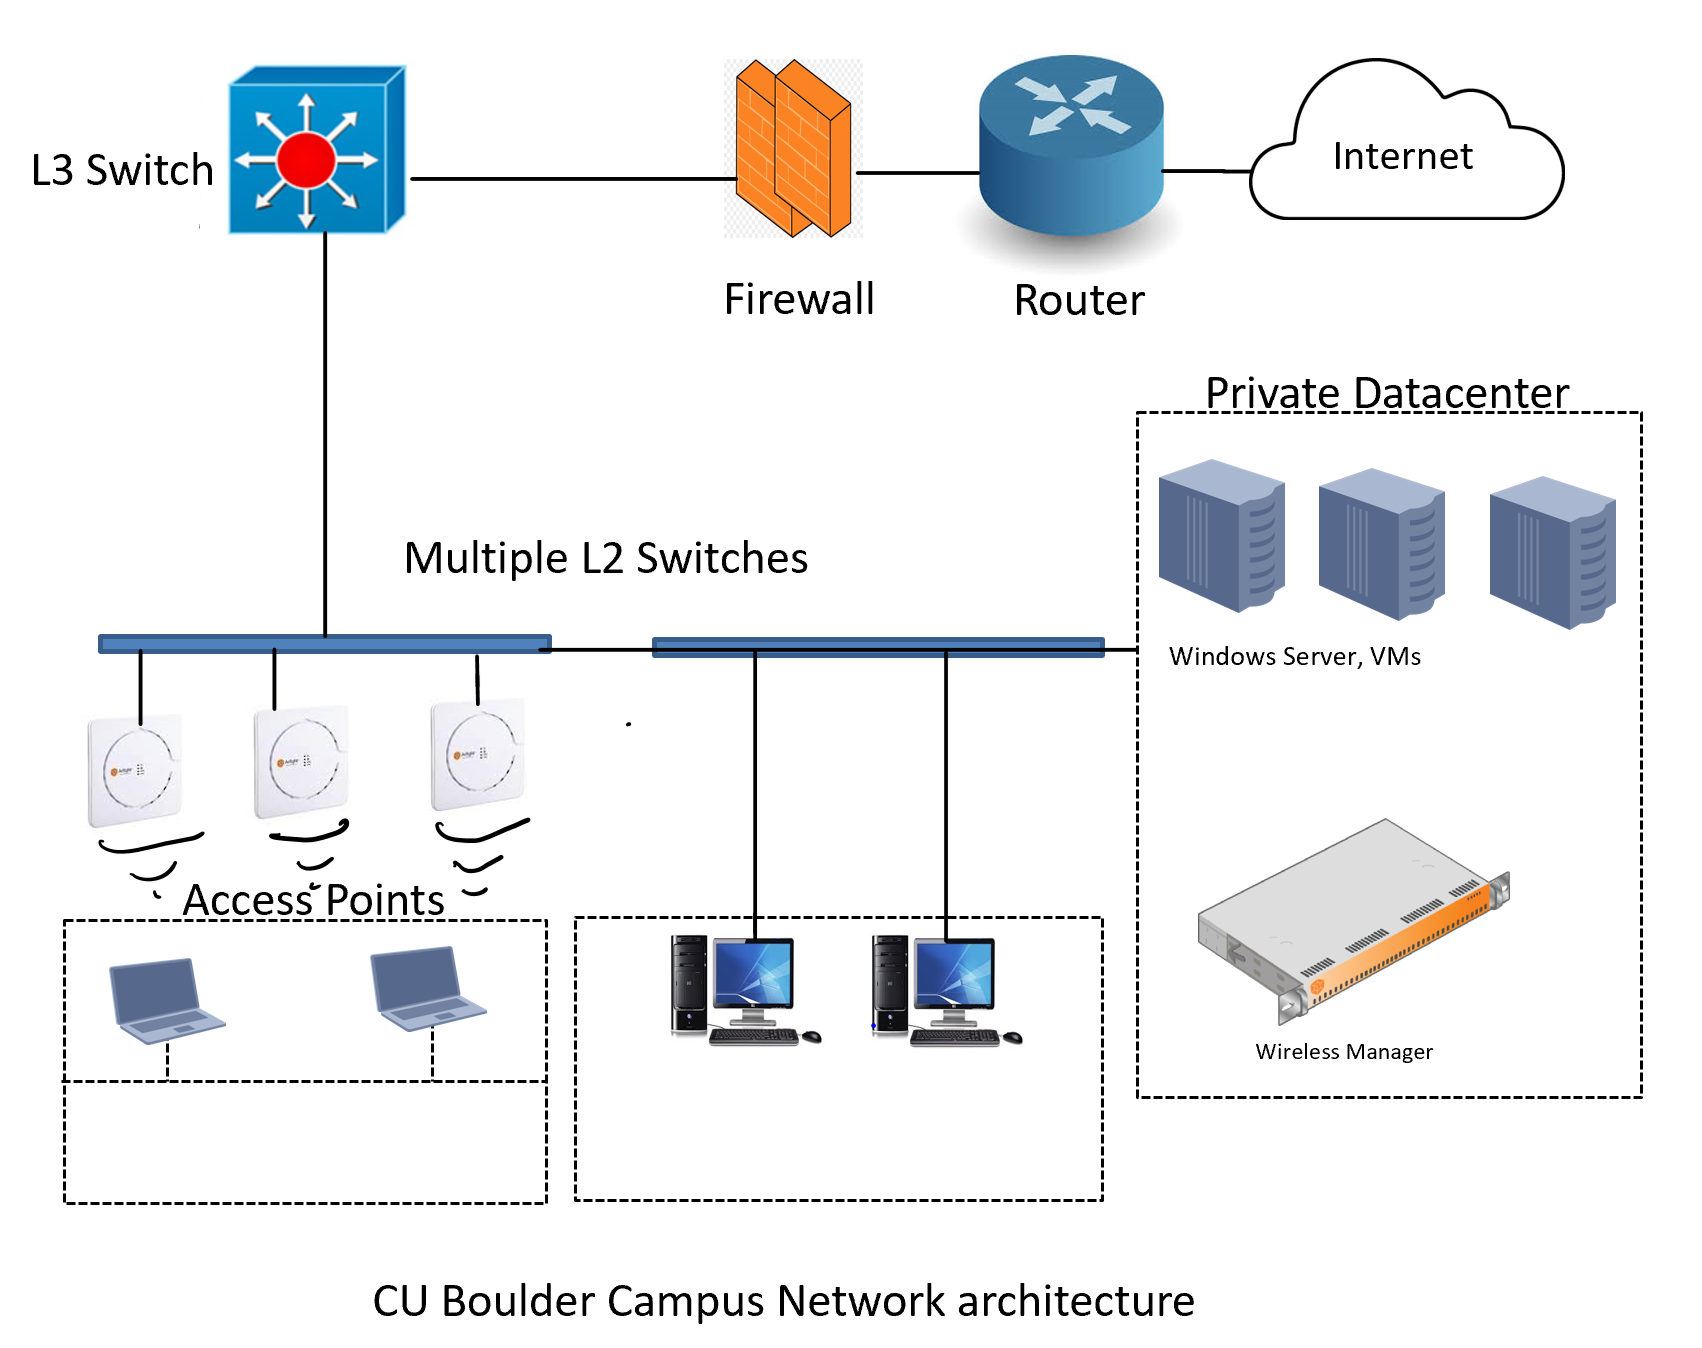 L3 Switch
Internet
Firewall
Router
Private Datacenter
Multiple L2 Switches
Windows Server, VMs
Access Points
Wireless Manager
CU Boulder Campus Network architecture